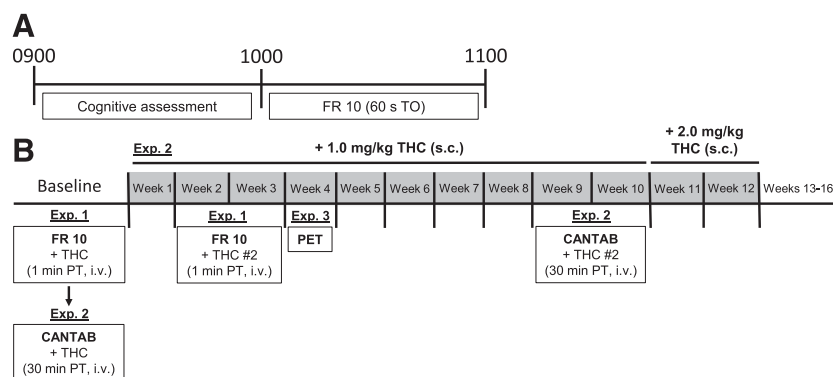 A
0900 1000 1100
Cognitive assessment FR 10 (60 s TO)
B
Exp. 2 + 1.0 mg/kg THC (s.c.) + 2.0 mg/kg
THC (s.c.)
Baseline Week 1 Week 2 Week 3 Week 4 Week 5 Week 6 Week 7 Week 8 Week 9 Week 10 Week 11 Week 12 Weeks 13-16
Exp. 1 Exp. 1 Exp. 3 Exp. 2
FR 10
+ THC
(1 min PT, i.v.)
FR 10
+ THC #2
(1 min PT, i.v.)
PET
CANTAB
+ THC #2
(30 min PT, i.v.)
Exp. 2
CANTAB
+ THC
(30 min PT, i.v.)